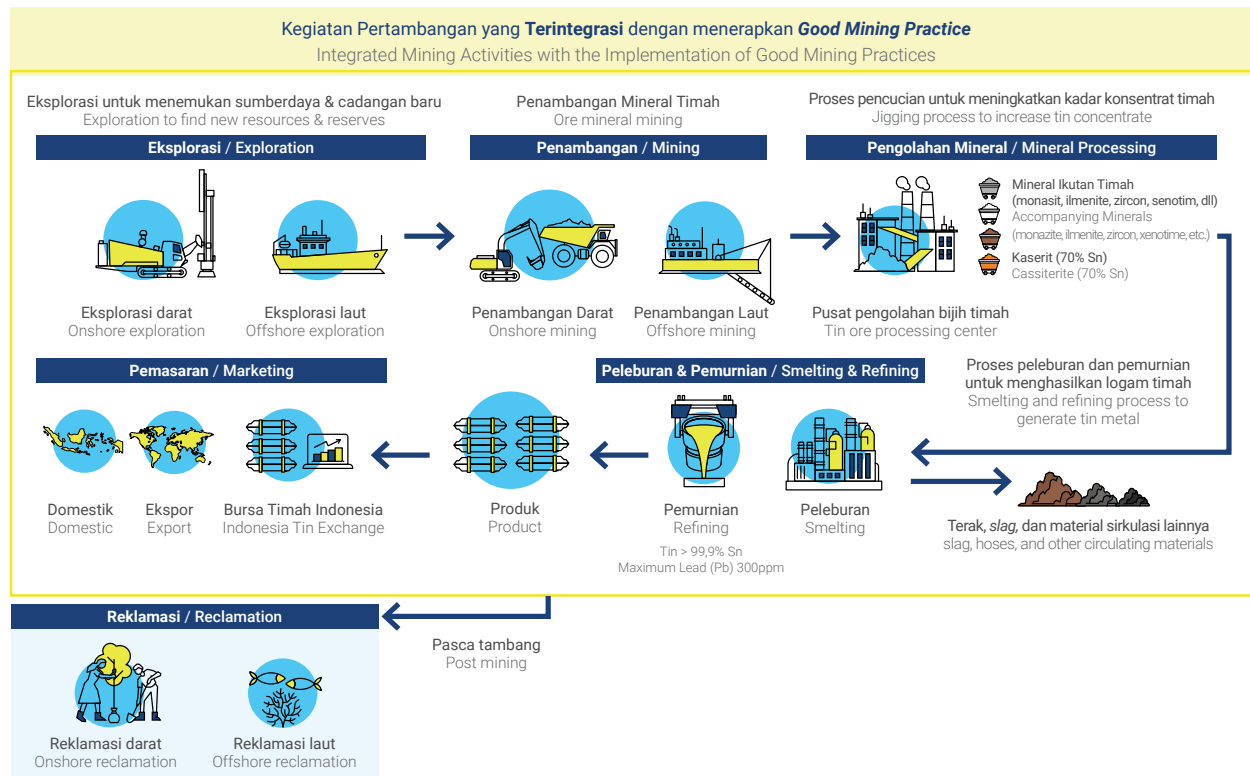 Kegiatan Pertambangan yang Terintegrasi dengan menerapkan Good Mining Practice
Integrated Mining Activities with the Implementation of Good Mining Practices
Eksplorasi untuk menemukan sumberdaya & cadangan baru
Exploration to find new resources & reserves
Eksplorasi / Exploration
Eksplorasi darat
Onshore exploration
Eksplorasi laut
Offshore exploration
Penambangan Mineral Timah
Ore mineral mining
Penambangan / Mining
Penambangan Darat
Onshore mining
Penambangan Laut
Offshore mining
Proses pencucian untuk meningkatkan kadar konsentrat timah
Jigging process to increase tin concentrate
Pengolahan Mineral / Mineral Processing
Mineral Ikutan Timah
(monasit, ilmenite, zircon, senotim, dll)
Accompanying Minerals
(monazite, ilmenite, zircon, xenotime, etc.)
Kaserit (70% Sn)
Cassiterite (70% Sn)
Pusat pengolahan bijih timah
Tin ore processing center
Proses peleburan dan pemurnian
untuk menghasilkan logam timah
Smelting and refining process to
generate tin metal
Peleburan & Pemurnian / Smelting & Refining
Peleburan
Smelting
Terak, slag, dan material sirkulasi lainnya
slag, hoses, and other circulating materials
Pemurnian
Refining
Tin > 99,9% Sn
Maximum Lead (Pb) 300ppm
Produk
Product
Pemasaran / Marketing
Domestik
Domestic
Ekspor
Export
Bursa Timah Indonesia
Indonesia Tin Exchange
Pasca tambang
Post mining
Reklamasi / Reclamation
Reklamasi darat
Onshore reclamation
Reklamasi laut
Offshore reclamation